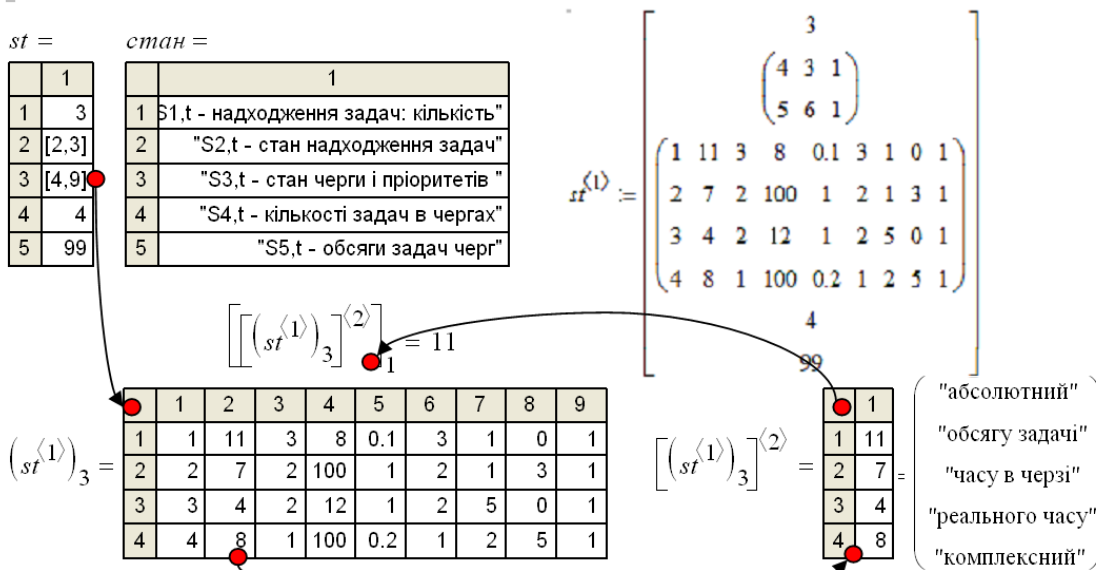 st =
1
1 3
2 [2,3]
3 [4,9]
4 4
5 99
стан =
1
1 S1,t - надходження задач: кількість"
2 "S2,t - стан надходження задач"
3 "S3,t - стан черги і пріоритетів "
4 "S4,t - кількості задач в чергах"
5 "S5,t - обсяги задач черг"
st⟨1⟩ :=
3
4 3 1
5 6 1
1 11 3 8 0.1 3 1 0 1
2 7 2 100 1 2 1 3 1
3 4 2 12 1 2 5 0 1
4 8 1 100 0.2 1 2 5 1
4
99
[[(st⟨1⟩)3]⟨2⟩]1 = 11
(st⟨1⟩)3 =
1 2 3 4 5 6 7 8 9
1 1 11 3 8 0.1 3 1 0 1
2 2 7 2 100 1 2 1 3 1
3 3 4 2 12 1 2 5 0 1
4 4 8 1 100 0.2 1 2 5 1
[(st⟨1⟩)3]⟨2⟩ =
1
1 11
2 7
3 4
4 8
=
"абсолютний"
"обсягу задачі"
"часу в черзі"
"реального часу"
"комплексний"